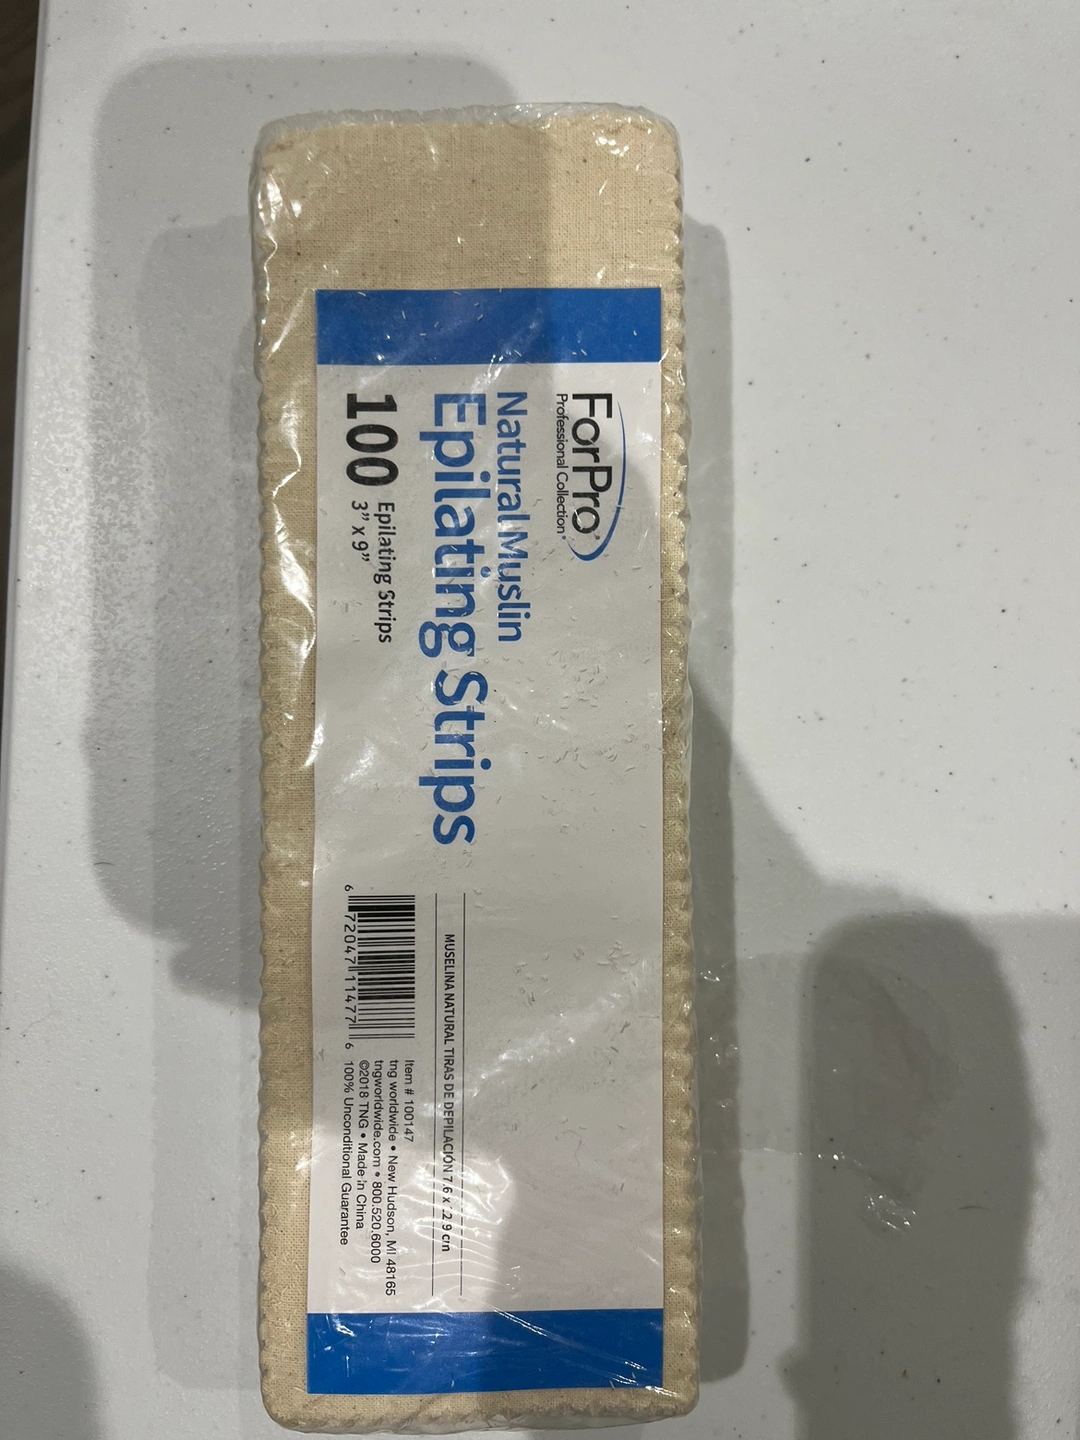 ForPro®
Professional Collection®
Natural Muslin
Epilating Strips
100 Epilating Strips
3" x 9"
MUSELINA NATURAL TIRAS DE DEPILACIÓN 7.6 x 22.9 cm
6 72047 11477 6
Item # 100147
tng worldwide • New Hudson, MI 48165
tngworldwide.com • 800.520.6000
©2018 TNG • Made in China
100% Unconditional Guarantee